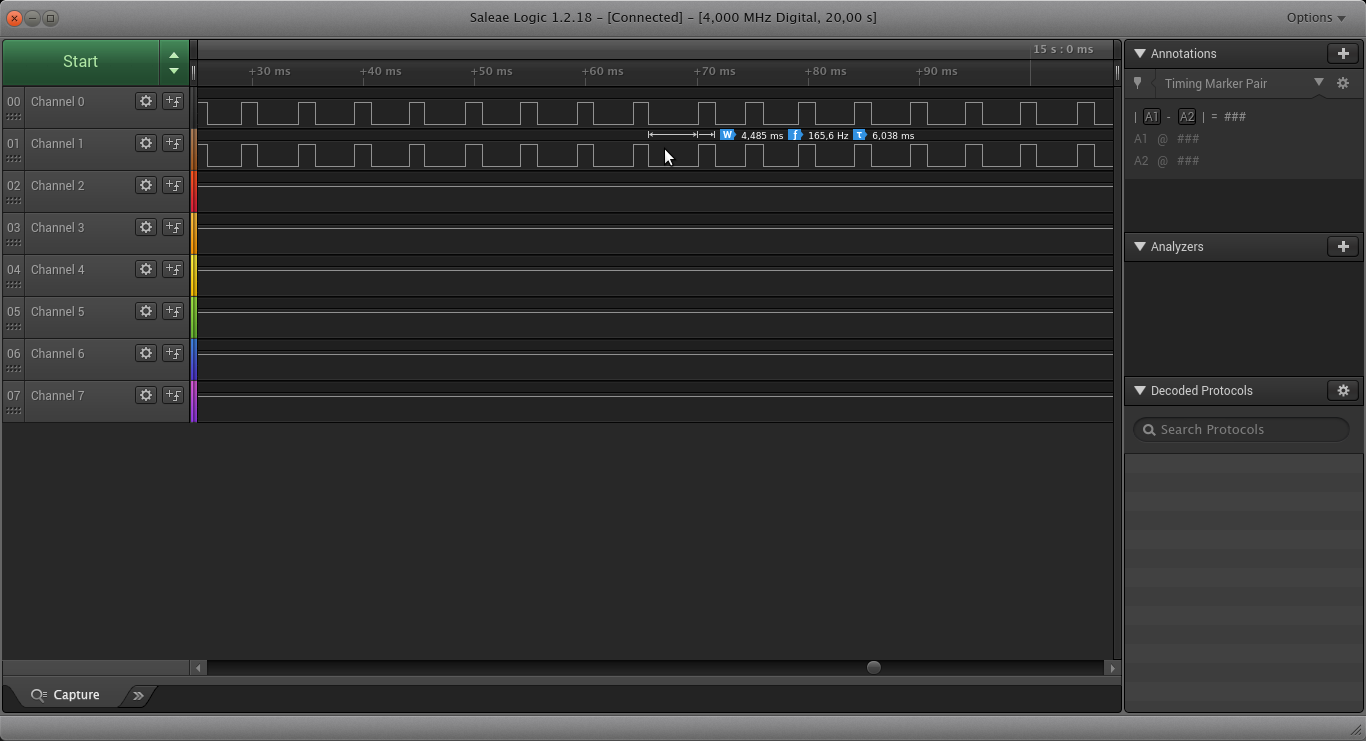 Saleae Logic 1.2.18 – [Connected] – [4,000 MHz Digital, 20,00 s]
Options
Start
15 s : 0 ms
+30 ms +40 ms +50 ms +60 ms +70 ms +80 ms +90 ms
00 Channel 0
01 Channel 1
W 4,485 ms f 165,6 Hz τ 6,038 ms
02 Channel 2
03 Channel 3
04 Channel 4
05 Channel 5
06 Channel 6
07 Channel 7
Capture
Annotations
Timing Marker Pair
| A1 - A2 | = ###
A1 @ ###
A2 @ ###
Analyzers
Decoded Protocols
Search Protocols